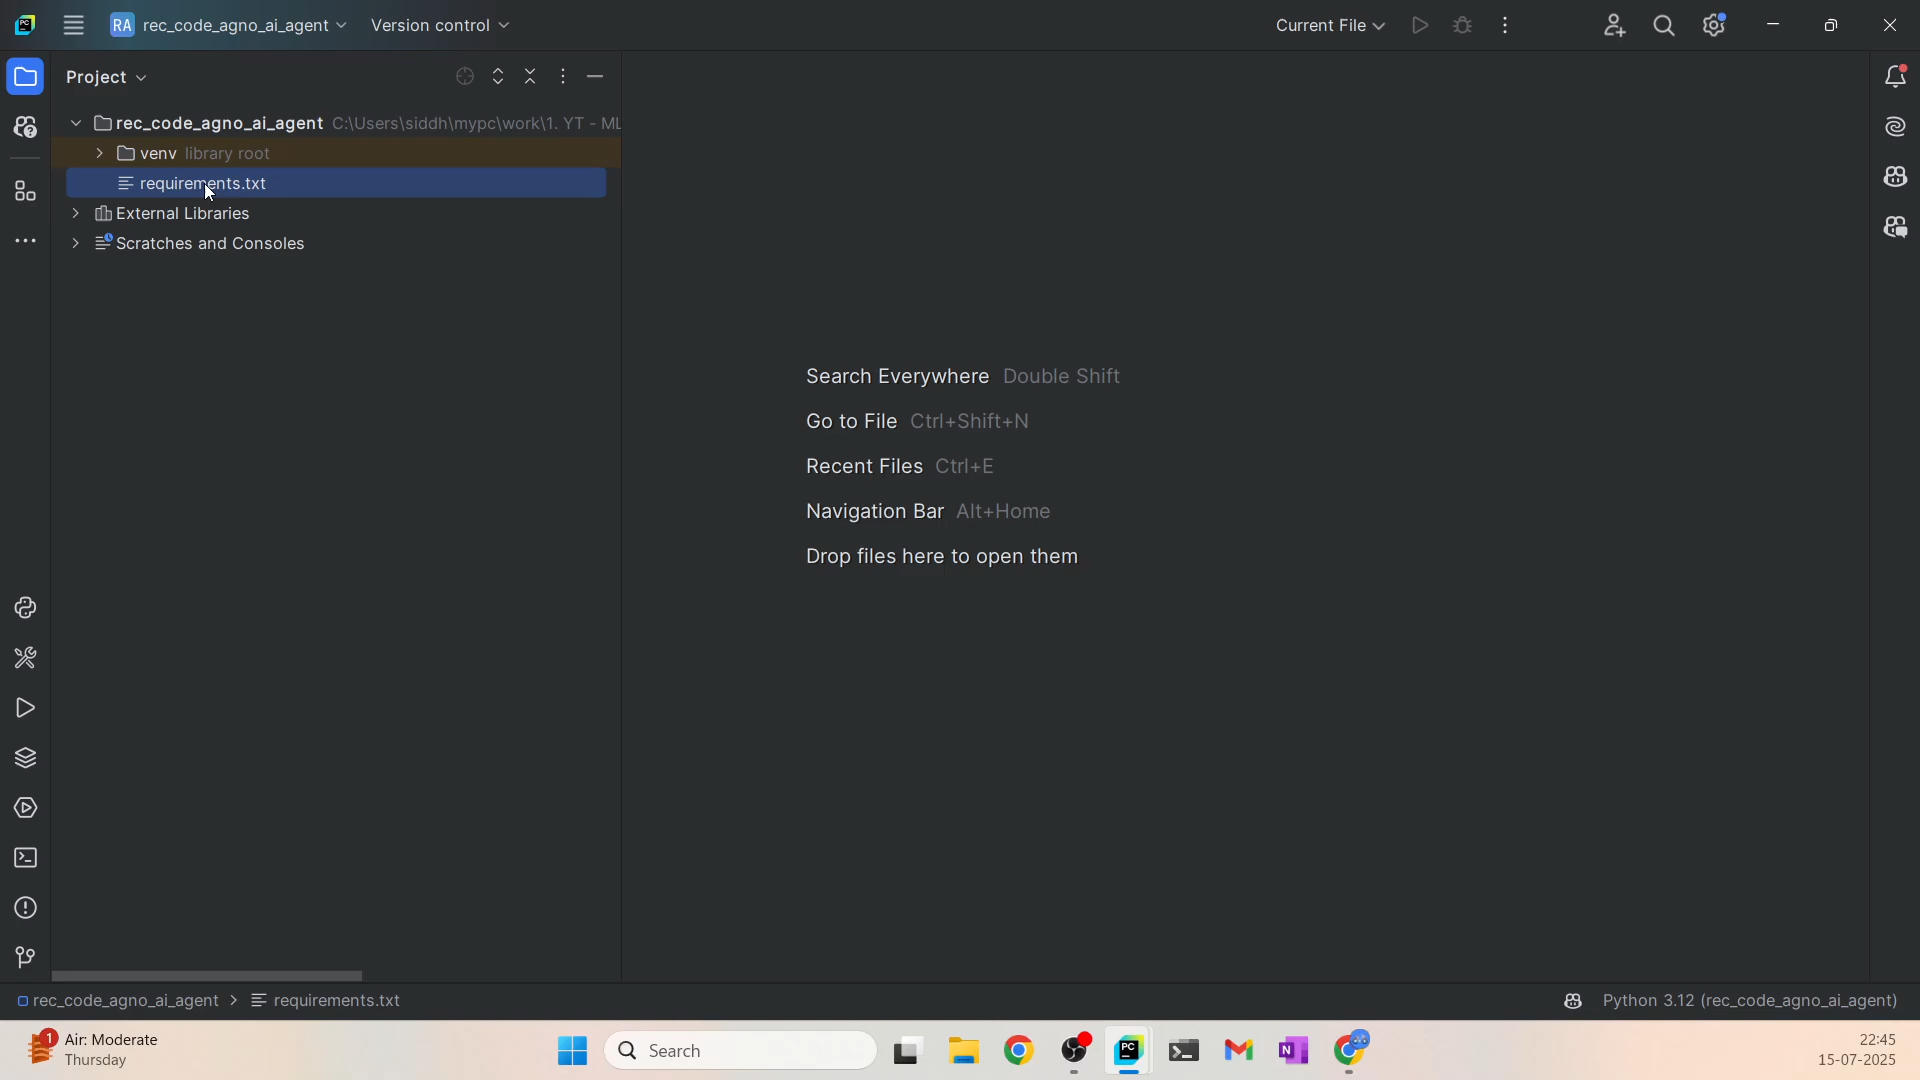 RA rec_code_agno_ai_agent Version control Current File
Project
rec_code_agno_ai_agent C:\Users\siddh\mypc\work\1. YT - ML
venv library root
requirements.txt
External Libraries
Scratches and Consoles
Search Everywhere Double Shift
Go to File Ctrl+Shift+N
Recent Files Ctrl+E
Navigation Bar Alt+Home
Drop files here to open them
rec_code_agno_ai_agent > requirements.txt Python 3.12 (rec_code_agno_ai_agent)
1 Air: Moderate
Thursday
Search
PC
N
22:45
15-07-2025